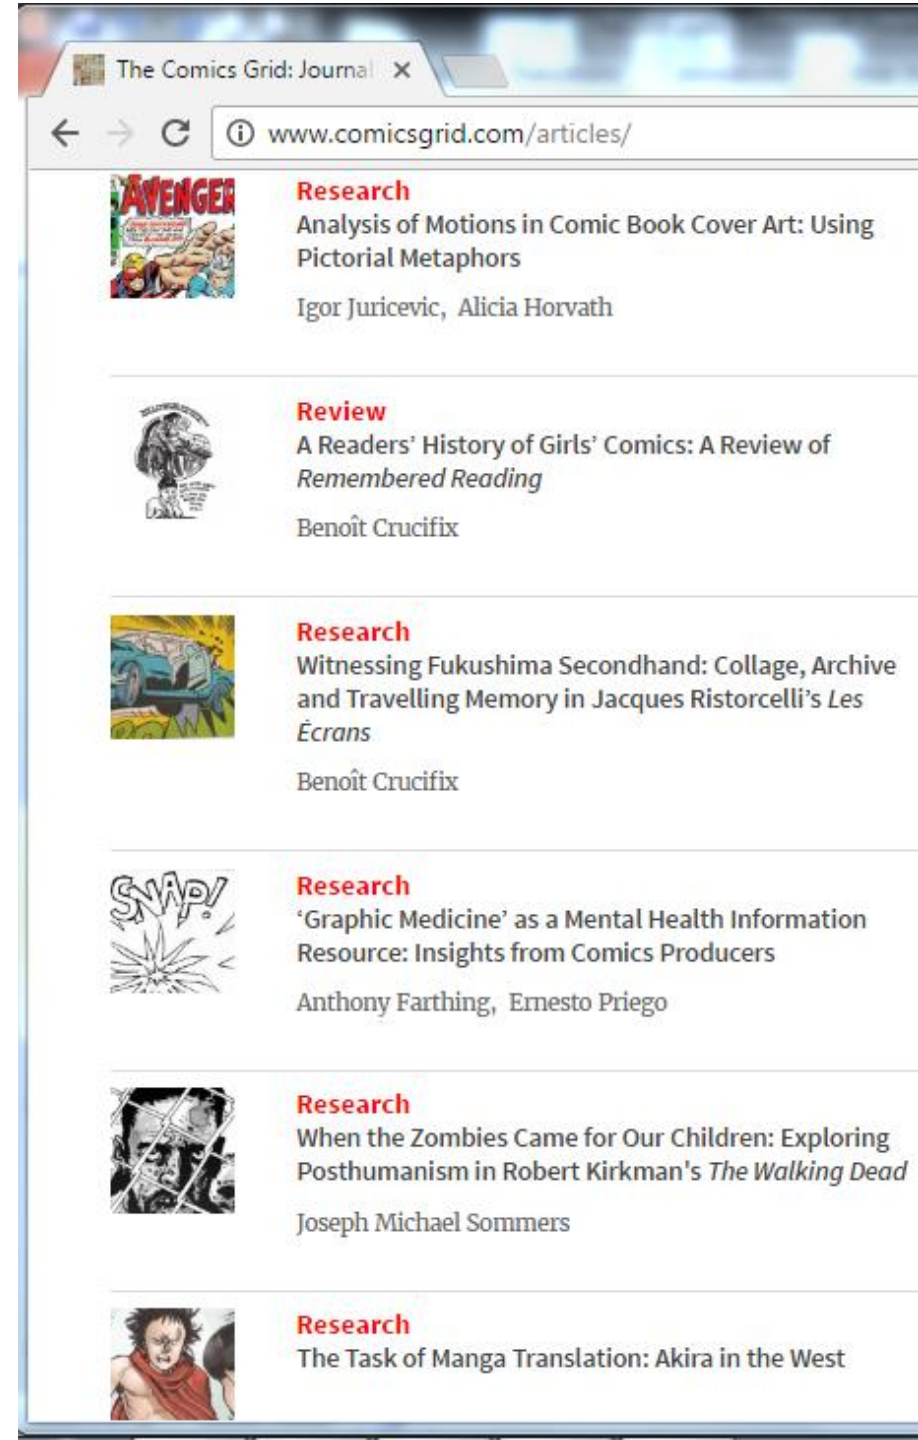 The Comics Grid: Journal
www.comicsgrid.com/articles/
AVENGER
Research
Analysis of Motions in Comic Book Cover Art: Using
Pictorial Metaphors
Igor Juricevic, Alicia Horvath
Review
A Readers’ History of Girls’ Comics: A Review of
Remembered Reading
Benoît Crucifix
Research
Witnessing Fukushima Secondhand: Collage, Archive
and Travelling Memory in Jacques Ristorcelli’s Les
Écrans
Benoît Crucifix
SNAP!
Research
‘Graphic Medicine’ as a Mental Health Information
Resource: Insights from Comics Producers
Anthony Farthing, Ernesto Priego
Research
When the Zombies Came for Our Children: Exploring
Posthumanism in Robert Kirkman's The Walking Dead
Joseph Michael Sommers
Research
The Task of Manga Translation: Akira in the West